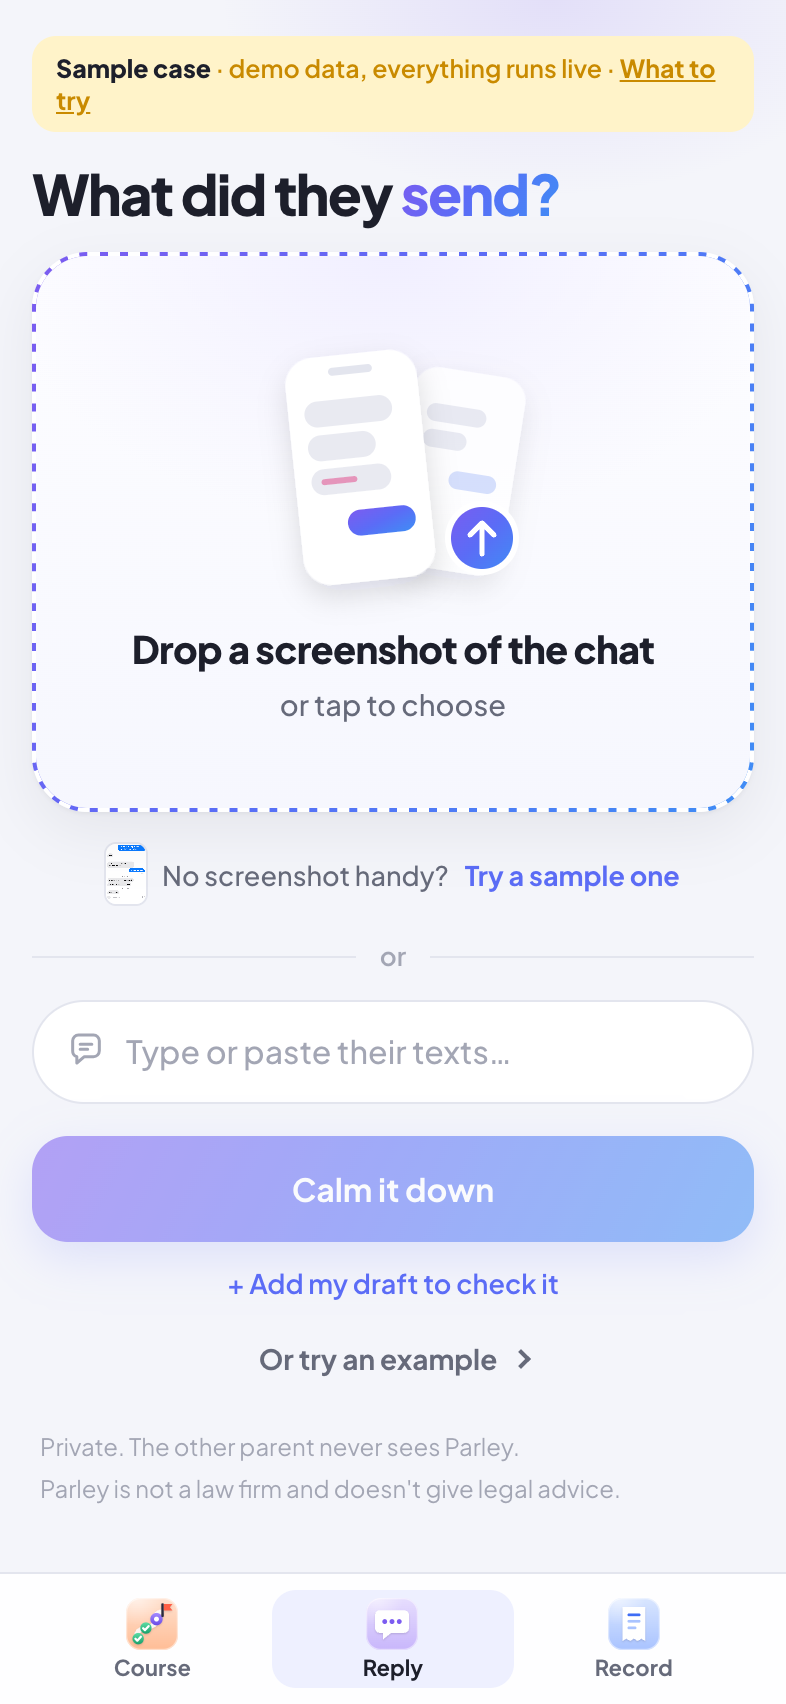 Sample case · demo data, everything runs live · What to
try
What did they send?
Drop a screenshot of the chat
or tap to choose
No screenshot handy? Try a sample one
or
Type or paste their texts...
Calm it down
+ Add my draft to check it
Or try an example
Private. The other parent never sees Parley.
Parley is not a law firm and doesn't give legal advice.
Course
Reply
Record